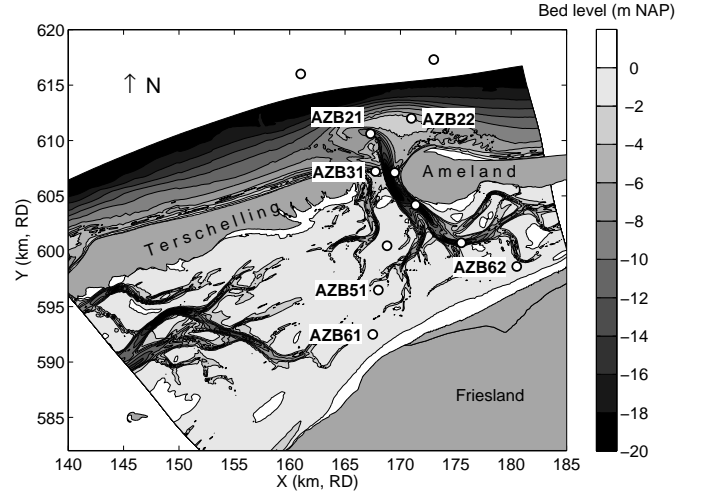 Bed level (m NAP)
620
615
610
605
600
595
590
585
Y (km, RD)
↑ N
AZB21
AZB22
AZB31
Ameland
Terschelling
AZB62
AZB51
AZB61
Friesland
140 145 150 155 160 165 170 175 180 185
X (km, RD)
0
−2
−4
−6
−8
−10
−12
−14
−16
−18
−20